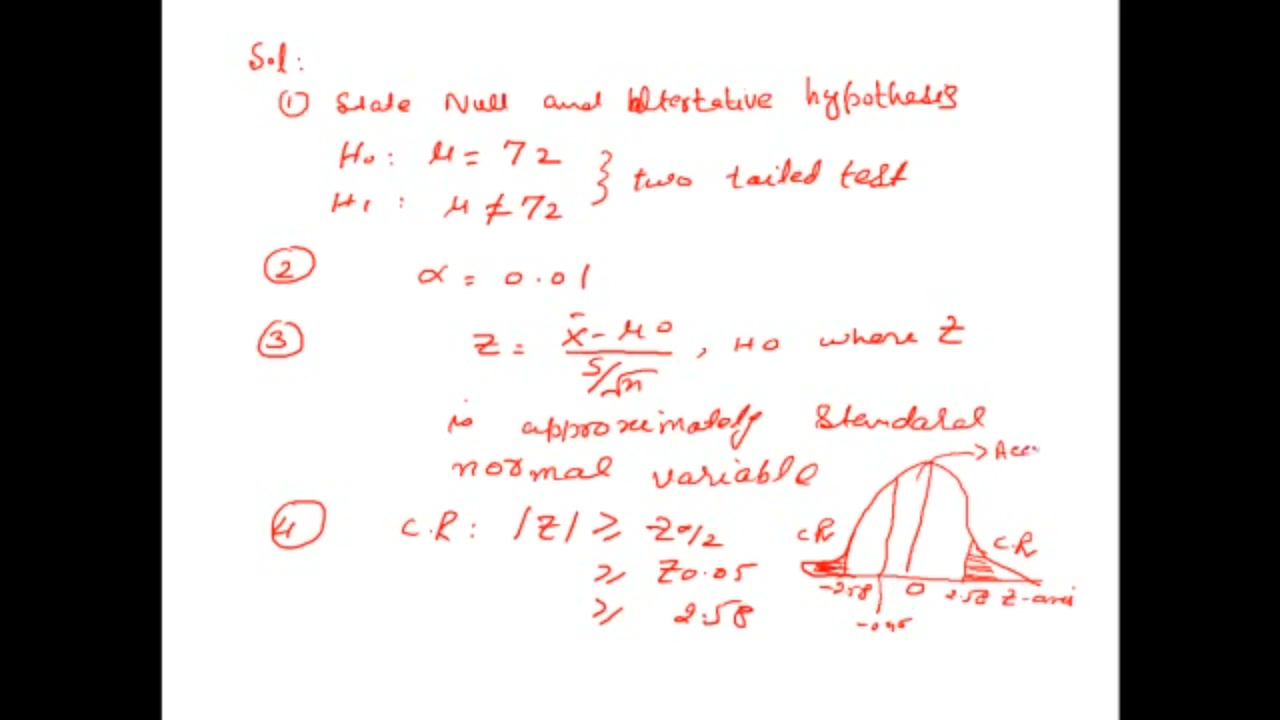 Sol:
① State Null and Altertative hypothesis
H0: μ = 72
H1: μ ≠ 72
} two tailed test
② α = 0.01
③ Z = x̄ - μ0 / S/√n, H0 where Z
is approximately Standard
normal variable
④ C.R: |Z| ≥ Zα/2
≥ Z0.05
≥ 2.58
→ Acc
C.R
C.R
-2.58 0 2.58 Z-axis